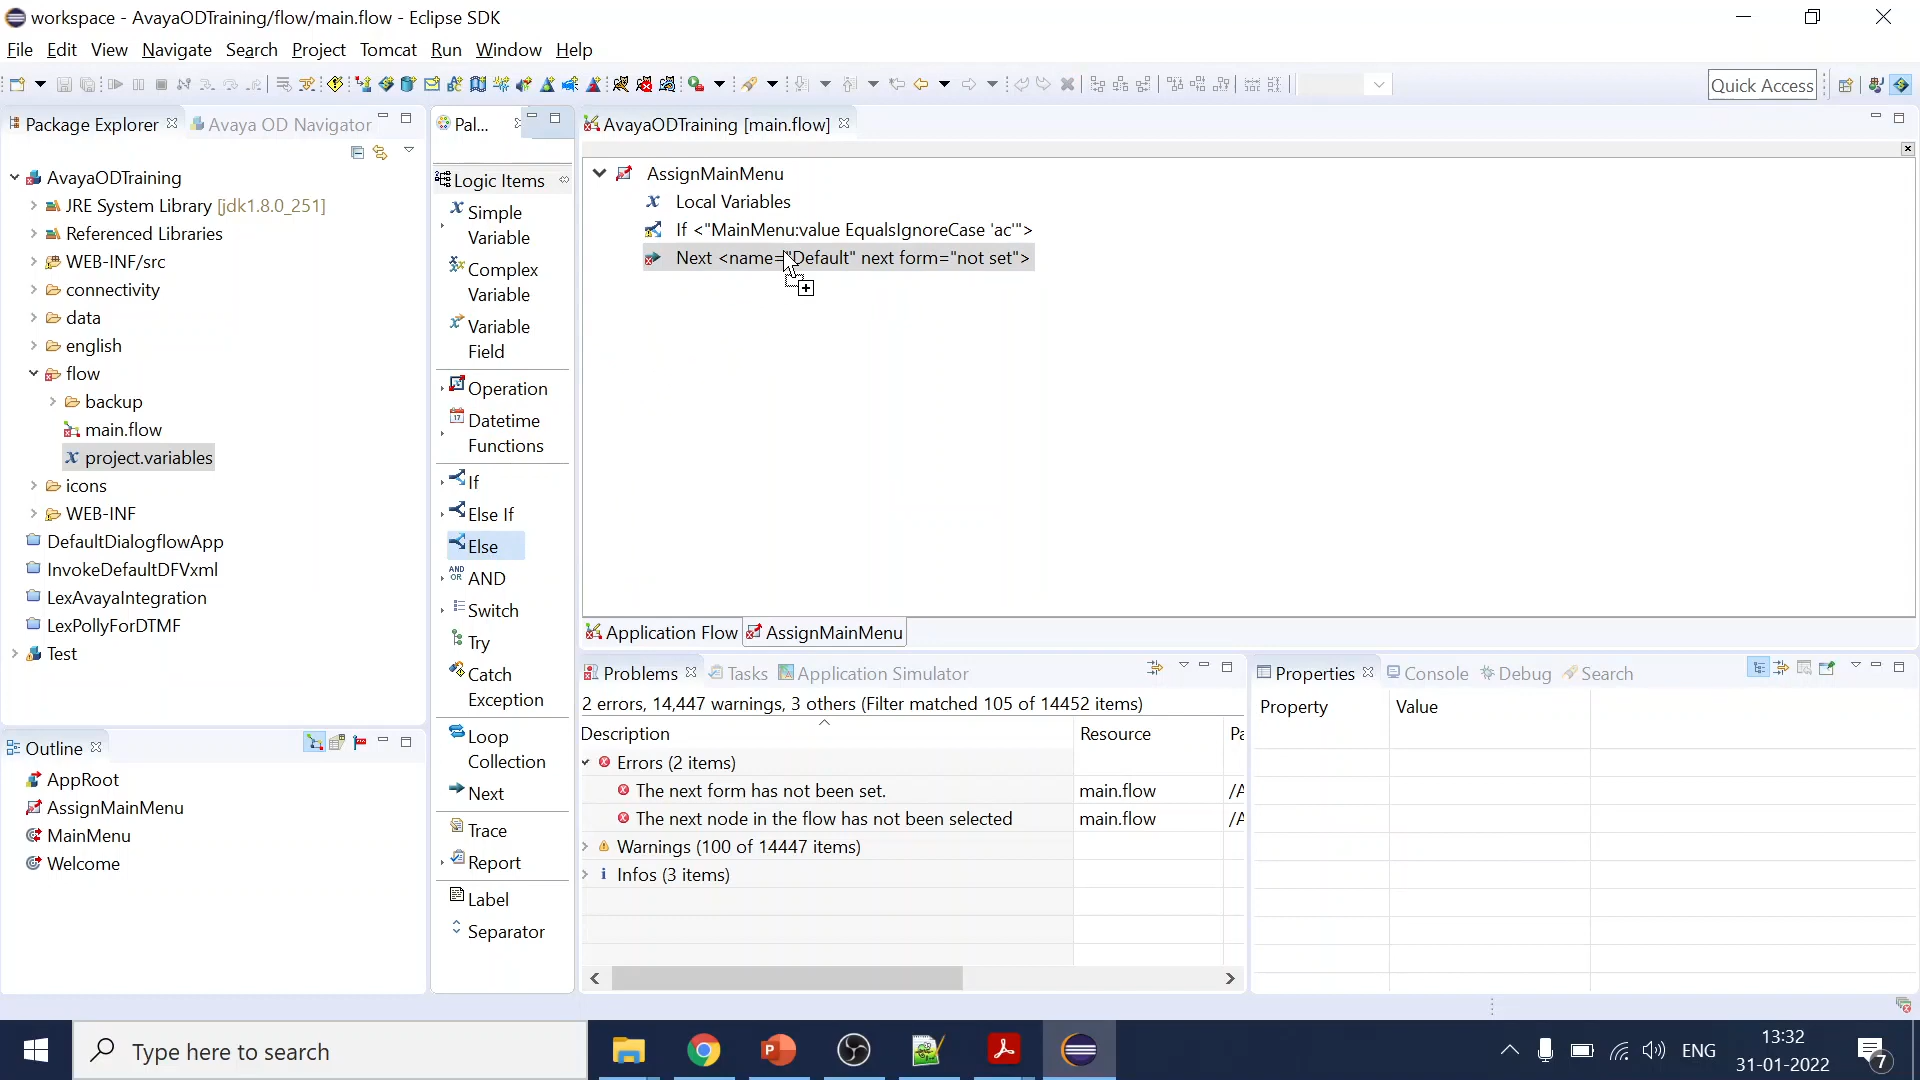 workspace - AvayaODTraining/flow/main.flow - Eclipse SDK
File Edit View Navigate Search Project Tomcat Run Window Help
Quick Access
Package Explorer
Avaya OD Navigator
AvayaODTraining
JRE System Library [jdk1.8.0_251]
Referenced Libraries
WEB-INF/src
connectivity
data
english
flow
backup
main.flow
project.variables
icons
WEB-INF
DefaultDialogflowApp
InvokeDefaultDFVxml
LexAvayaIntegration
LexPollyForDTMF
Test
Outline
AppRoot
AssignMainMenu
MainMenu
Welcome
Pal...
Logic Items
Simple
Variable
Complex
Variable
Variable
Field
Operation
Datetime
Functions
If
Else If
Else
AND
OR
AND
Switch
Try
Catch
Exception
Loop
Collection
Next
Trace
Report
Label
Separator
AvayaODTraining [main.flow]
AssignMainMenu
Local Variables
If <"MainMenu:value EqualsIgnoreCase 'ac'">
Next <name="Default" next form="not set">
Application Flow
AssignMainMenu
Problems
Tasks
Application Simulator
2 errors, 14,447 warnings, 3 others (Filter matched 105 of 14452 items)
Description Resource Pa
Errors (2 items)
The next form has not been set. main.flow /A
The next node in the flow has not been selected main.flow /A
Warnings (100 of 14447 items)
Infos (3 items)
Properties
Console
Debug
Search
Property Value
Type here to search
ENG
13:32
31-01-2022
7